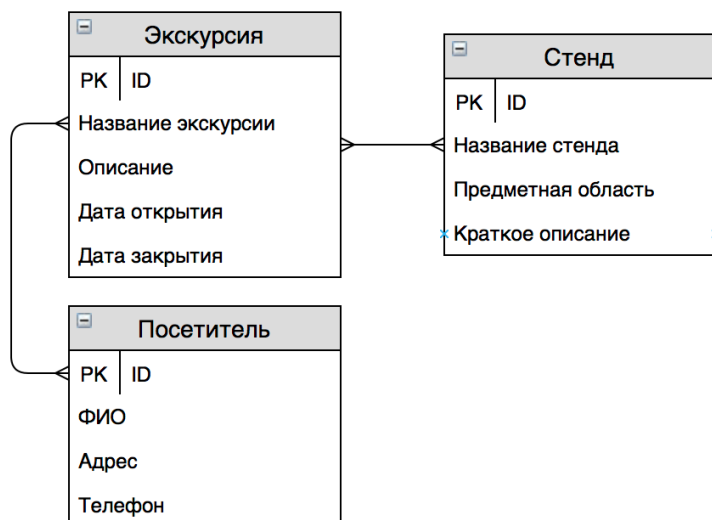 Экскурсия
PK ID
Название экскурсии
Описание
Дата открытия
Дата закрытия
Стенд
PK ID
Название стенда
Предметная область
Краткое описание
Посетитель
PK ID
ФИО
Адрес
Телефон